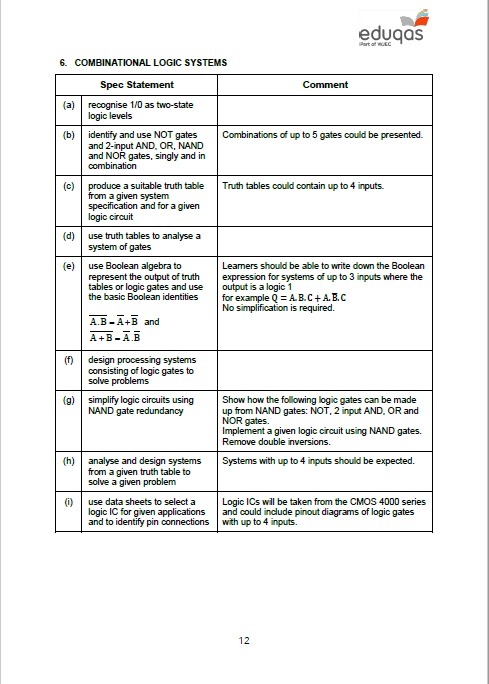 eduqas
Part of WJEC
6. COMBINATIONAL LOGIC SYSTEMS
Spec Statement
Comment
(a) recognise 1/0 as two-state
logic levels
(b) identify and use NOT gates
and 2-input AND, OR, NAND
and NOR gates, singly and in
combination
Combinations of up to 5 gates could be presented.
(c) produce a suitable truth table
from a given system
specification and for a given
logic circuit
Truth tables could contain up to 4 inputs.
(d) use truth tables to analyse a
system of gates
(e) use Boolean algebra to
represent the output of truth
tables or logic gates and use
the basic Boolean identities
A̅.̅B̅ = A̅+B̅ and
A̅+̅B̅ = A̅.B̅
Learners should be able to write down the Boolean
expression for systems of up to 3 inputs where the
output is a logic 1
for example Q = A.B.C + A.B̅.C
No simplification is required.
(f) design processing systems
consisting of logic gates to
solve problems
(g) simplify logic circuits using
NAND gate redundancy
Show how the following logic gates can be made
up from NAND gates: NOT, 2 input AND, OR and
NOR gates.
Implement a given logic circuit using NAND gates.
Remove double inversions.
(h) analyse and design systems
from a given truth table to
solve a given problem
Systems with up to 4 inputs should be expected.
(i) use data sheets to select a
logic IC for given applications
and to identify pin connections
Logic ICs will be taken from the CMOS 4000 series
and could include pinout diagrams of logic gates
with up to 4 inputs.
12